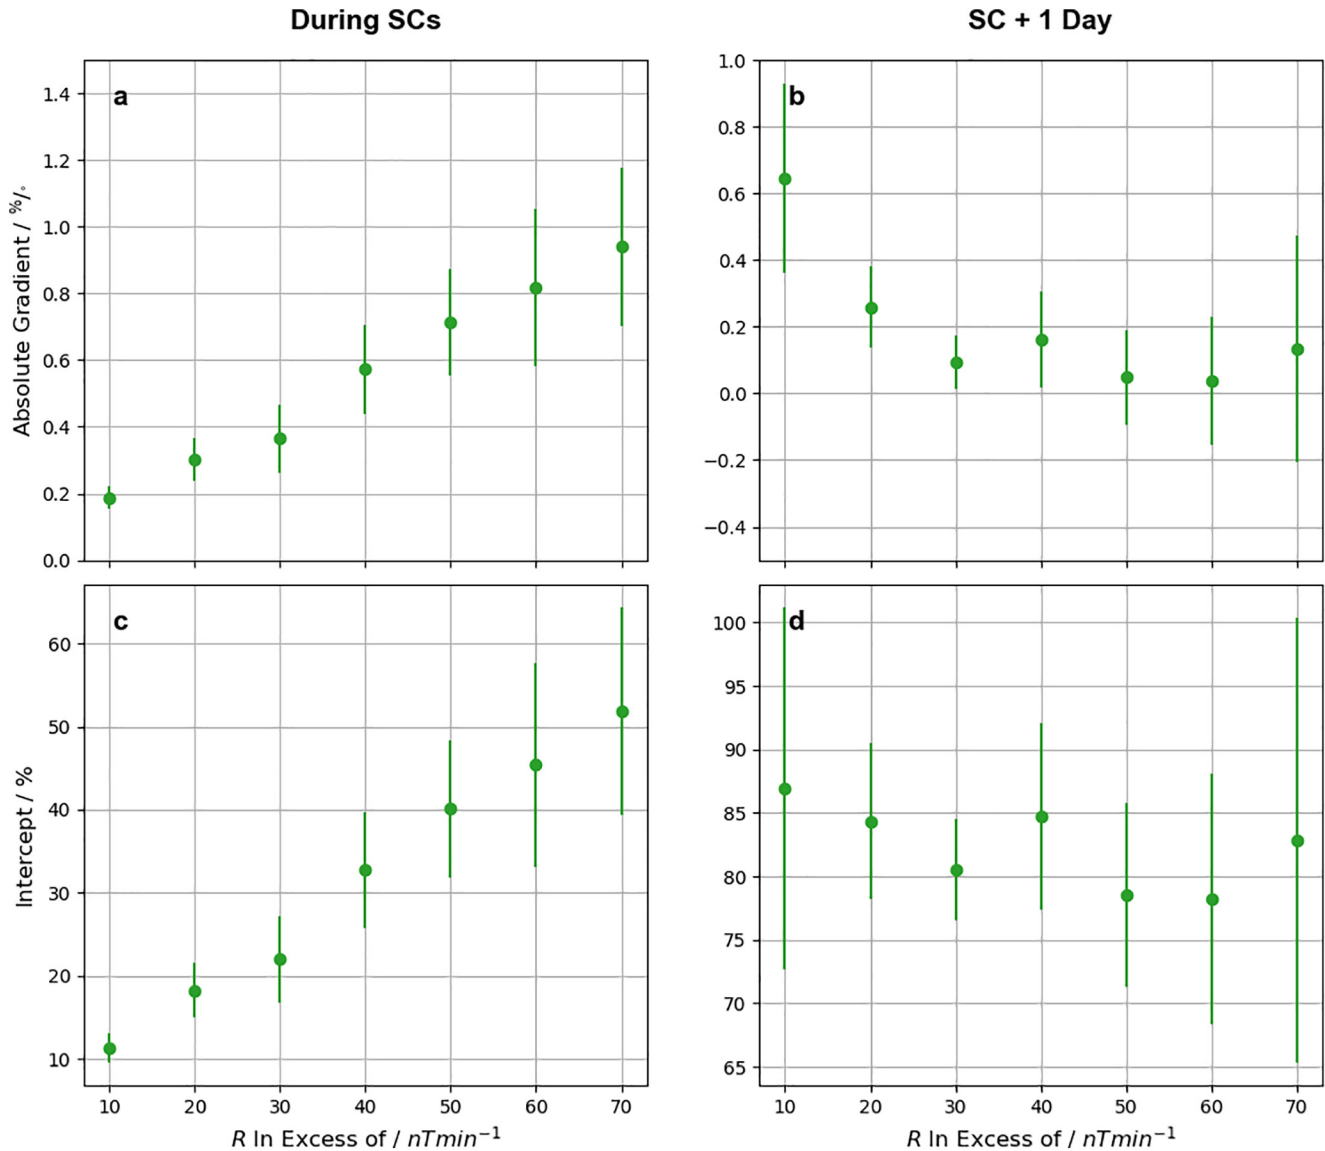 During SCs
SC + 1 Day
a
1.4
1.2
1.0
0.8
0.6
0.4
0.2
0.0
Absolute Gradient / %/°
b
1.0
0.8
0.6
0.4
0.2
0.0
−0.2
−0.4
c
60
50
40
30
20
10
Intercept / %
10 20 30 40 50 60 70
R In Excess of / nTmin⁻¹
d
100
95
90
85
80
75
70
65
10 20 30 40 50 60 70
R In Excess of / nTmin⁻¹